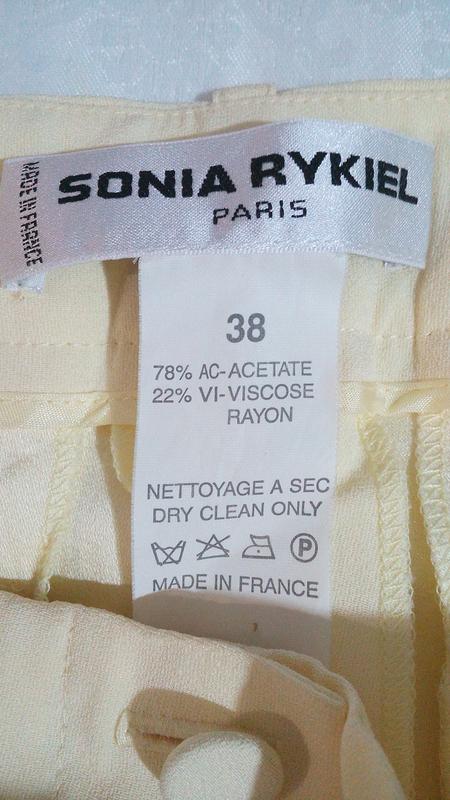 SONIA RYKIEL
PARIS
MADE IN FRANCE
38
78% AC-ACETATE
22% VI-VISCOSE
RAYON
NETTOYAGE A SEC
DRY CLEAN ONLY
P
MADE IN FRANCE